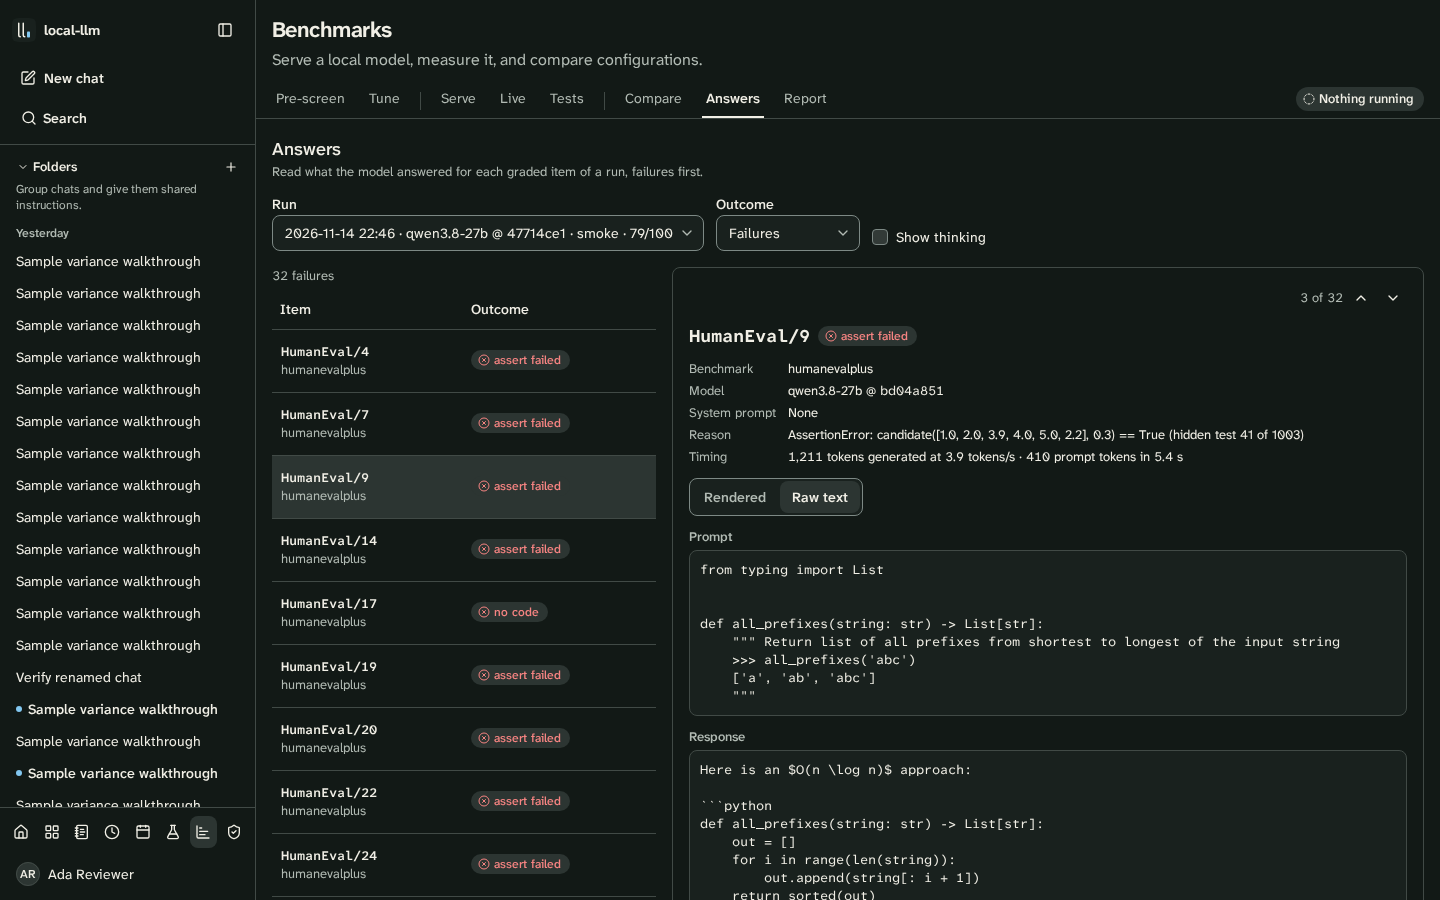 local-llm
New chat
Search
Folders
Group chats and give them shared
instructions.
Yesterday
Sample variance walkthrough
Sample variance walkthrough
Sample variance walkthrough
Sample variance walkthrough
Sample variance walkthrough
Sample variance walkthrough
Sample variance walkthrough
Sample variance walkthrough
Sample variance walkthrough
Sample variance walkthrough
Sample variance walkthrough
Sample variance walkthrough
Sample variance walkthrough
Verify renamed chat
Sample variance walkthrough
Sample variance walkthrough
Sample variance walkthrough
Sample variance walkthrough
AR Ada Reviewer
Benchmarks
Serve a local model, measure it, and compare configurations.
Pre-screen Tune Serve Live Tests Compare Answers Report
Nothing running
Answers
Read what the model answered for each graded item of a run, failures first.
Run
2026-11-14 22:46 · qwen3.8-27b @ 47714ce1 · smoke · 79/100
Outcome
Failures
Show thinking
32 failures
Item Outcome
HumanEval/4
humanevalplus
assert failed
HumanEval/7
humanevalplus
assert failed
HumanEval/9
humanevalplus
assert failed
HumanEval/14
humanevalplus
assert failed
HumanEval/17
humanevalplus
no code
HumanEval/19
humanevalplus
assert failed
HumanEval/20
humanevalplus
assert failed
HumanEval/22
humanevalplus
assert failed
HumanEval/24
humanevalplus
assert failed
3 of 32
HumanEval/9 assert failed
Benchmark humanevalplus
Model qwen3.8-27b @ bd04a851
System prompt None
Reason AssertionError: candidate([1.0, 2.0, 3.9, 4.0, 5.0, 2.2], 0.3) == True (hidden test 41 of 1003)
Timing 1,211 tokens generated at 3.9 tokens/s · 410 prompt tokens in 5.4 s
Rendered Raw text
Prompt
from typing import List
def all_prefixes(string: str) -> List[str]:
    """ Return list of all prefixes from shortest to longest of the input string
    >>> all_prefixes('abc')
    ['a', 'ab', 'abc']
    """
Response
Here is an $O(n \log n)$ approach:
```python
def all_prefixes(string: str) -> List[str]:
    out = []
    for i in range(len(string)):
        out.append(string[: i + 1])
    return sorted(out)